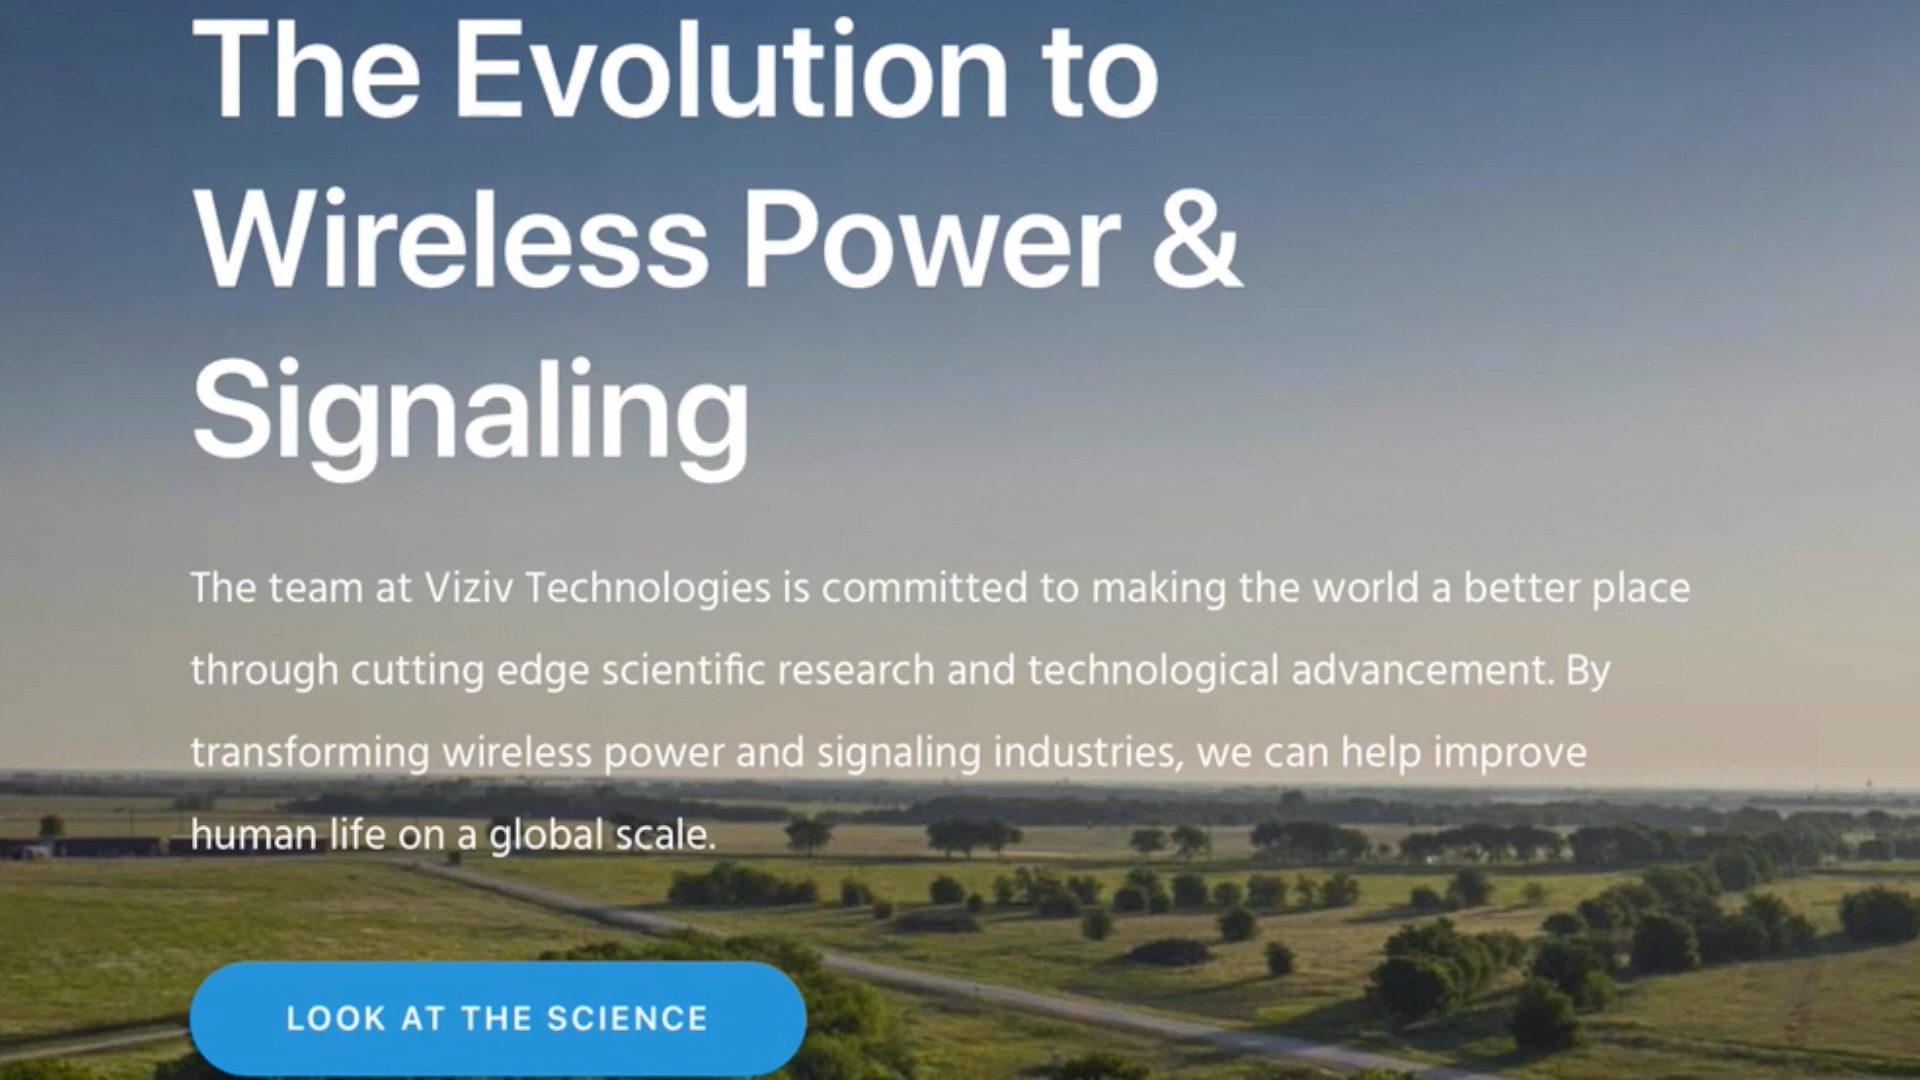 The Evolution to
Wireless Power &
Signaling
The team at Viziv Technologies is committed to making the world a better place
through cutting edge scientific research and technological advancement. By
transforming wireless power and signaling industries, we can help improve
human life on a global scale.
LOOK AT THE SCIENCE